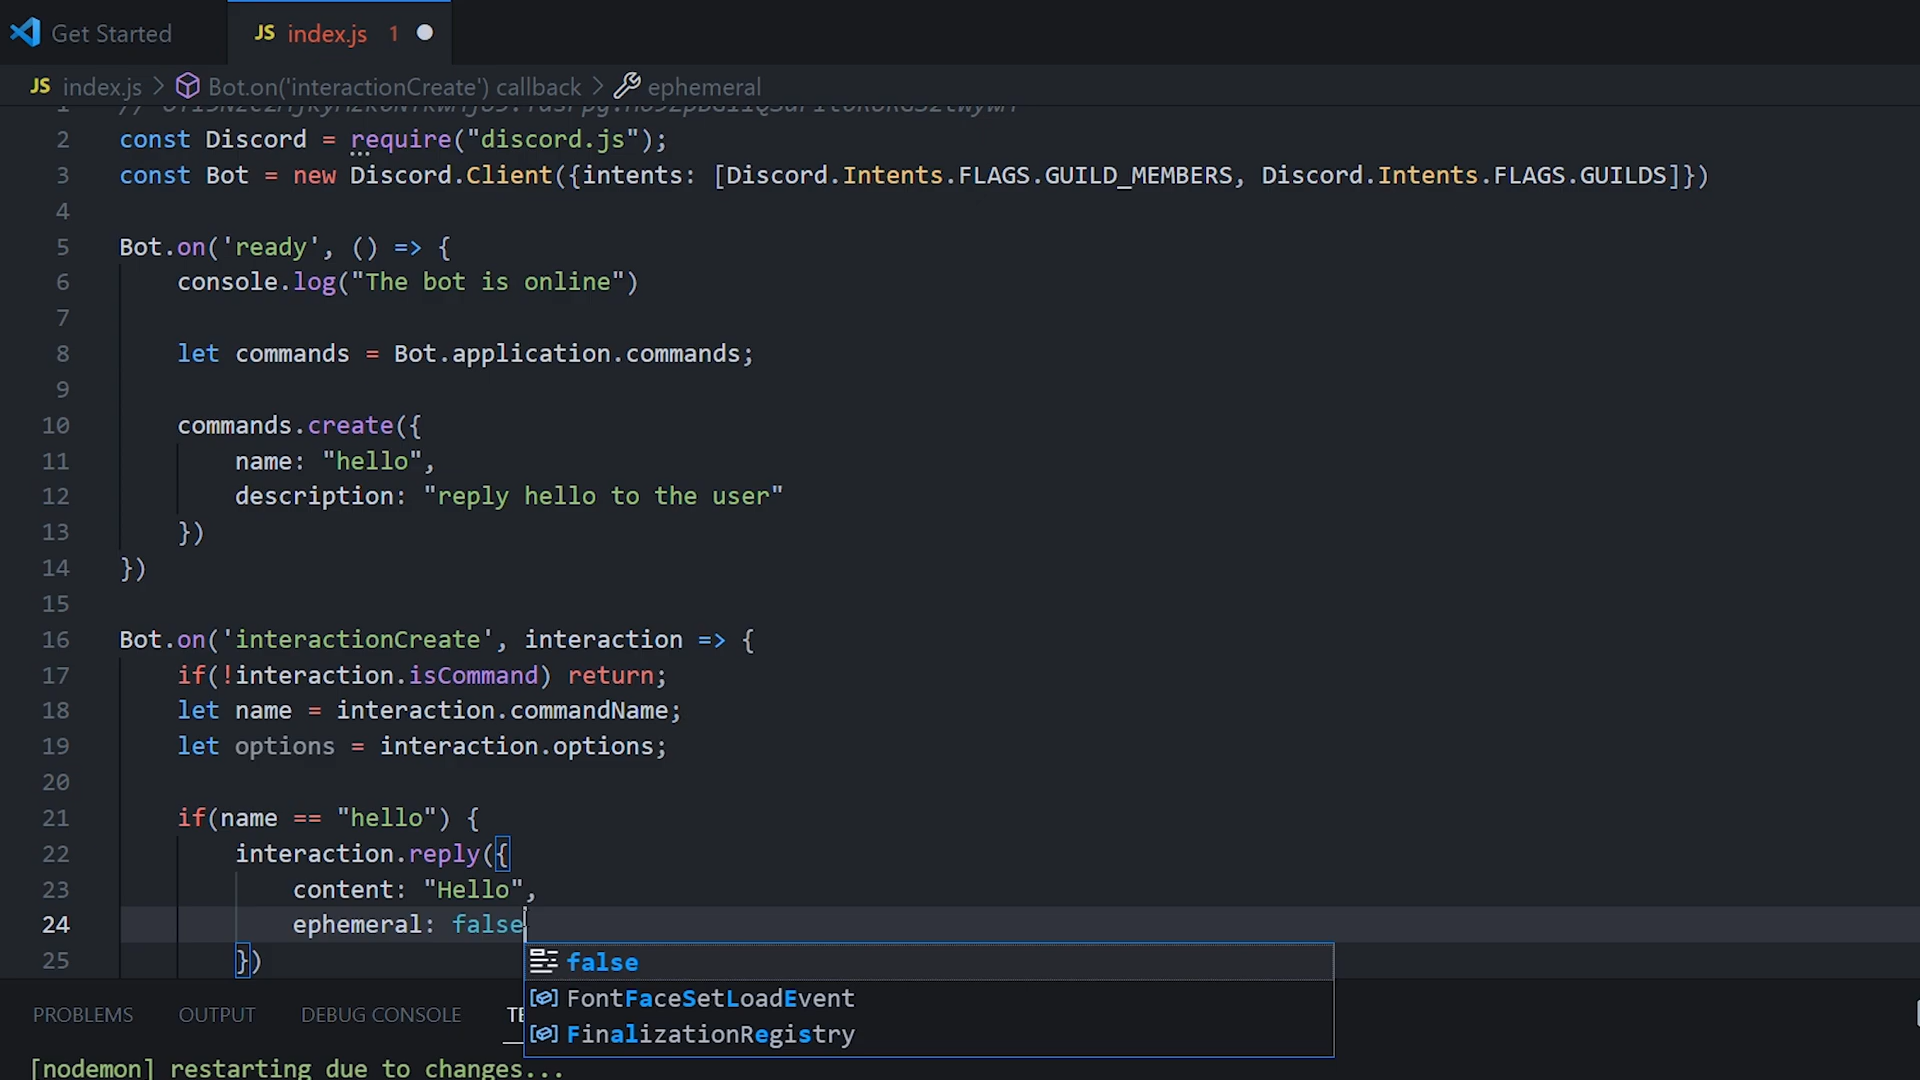 Get Started
JS index.js 1
JS index.js > Bot.on('interactionCreate') callback > ephemeral
1 //
2 const Discord = require("discord.js");
3 const Bot = new Discord.Client({intents: [Discord.Intents.FLAGS.GUILD_MEMBERS, Discord.Intents.FLAGS.GUILDS]})
4
5 Bot.on('ready', () => {
6 console.log("The bot is online")
7
8 let commands = Bot.application.commands;
9
10 commands.create({
11 name: "hello",
12 description: "reply hello to the user"
13 })
14 })
15
16 Bot.on('interactionCreate', interaction => {
17 if(!interaction.isCommand) return;
18 let name = interaction.commandName;
19 let options = interaction.options;
20
21 if(name == "hello") {
22 interaction.reply({
23 content: "Hello",
24 ephemeral: false
25 })
false
FontFaceSetLoadEvent
FinalizationRegistry
PROBLEMS OUTPUT DEBUG CONSOLE TE
[nodemon] restarting due to changes...